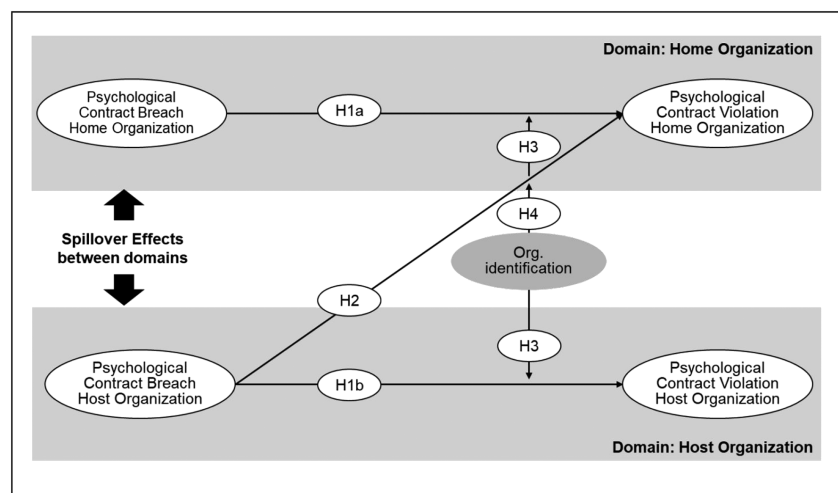 Domain: Home Organization
Psychological
Contract Breach
Home Organization
H1a
Psychological
Contract Violation
Home Organization
H3
H4
Spillover Effects
between domains
Org.
identification
H2
H3
Psychological
Contract Breach
Host Organization
H1b
Psychological
Contract Violation
Host Organization
Domain: Host Organization